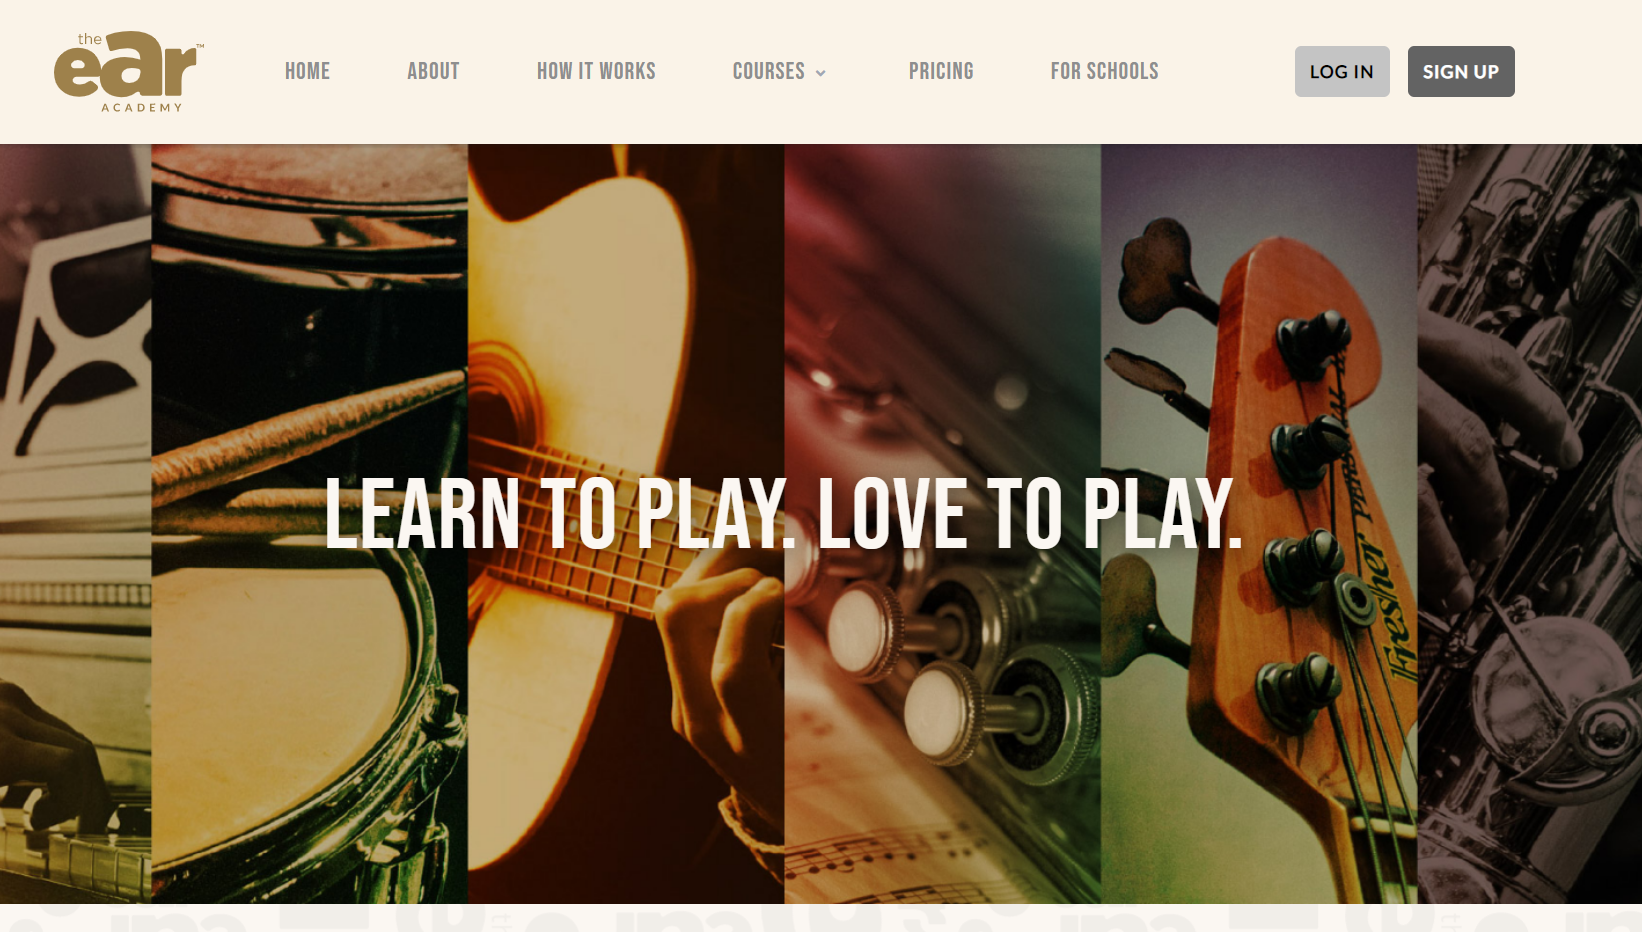 the
ear™
ACADEMY
HOME
ABOUT
HOW IT WORKS
COURSES
PRICING
FOR SCHOOLS
LOG IN
SIGN UP
LEARN TO PLAY. LOVE TO PLAY.
Fresher